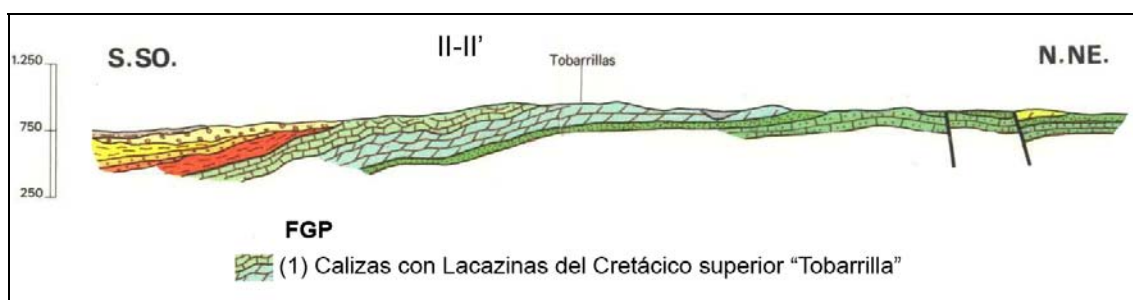 S.SO.
II-II’
N.NE.
1.250
Tobarrillas
750
250
FGP
(1) Calizas con Lacazinas del Cretácico superior “Tobarrilla”